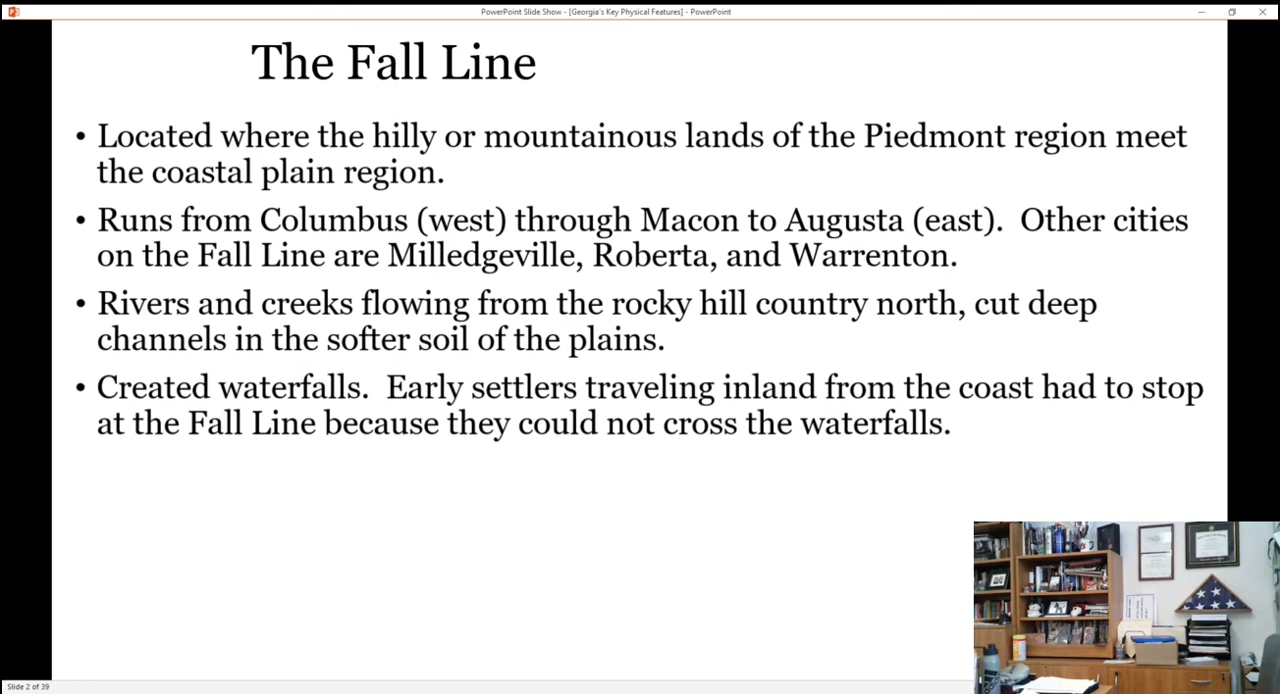 PowerPoint Slide Show - [Georgia's Key Physical Features] - PowerPoint
The Fall Line
• Located where the hilly or mountainous lands of the Piedmont region meet
the coastal plain region.
• Runs from Columbus (west) through Macon to Augusta (east).  Other cities
on the Fall Line are Milledgeville, Roberta, and Warrenton.
• Rivers and creeks flowing from the rocky hill country north, cut deep
channels in the softer soil of the plains.
• Created waterfalls.  Early settlers traveling inland from the coast had to stop
at the Fall Line because they could not cross the waterfalls.
Slide 2 of 39